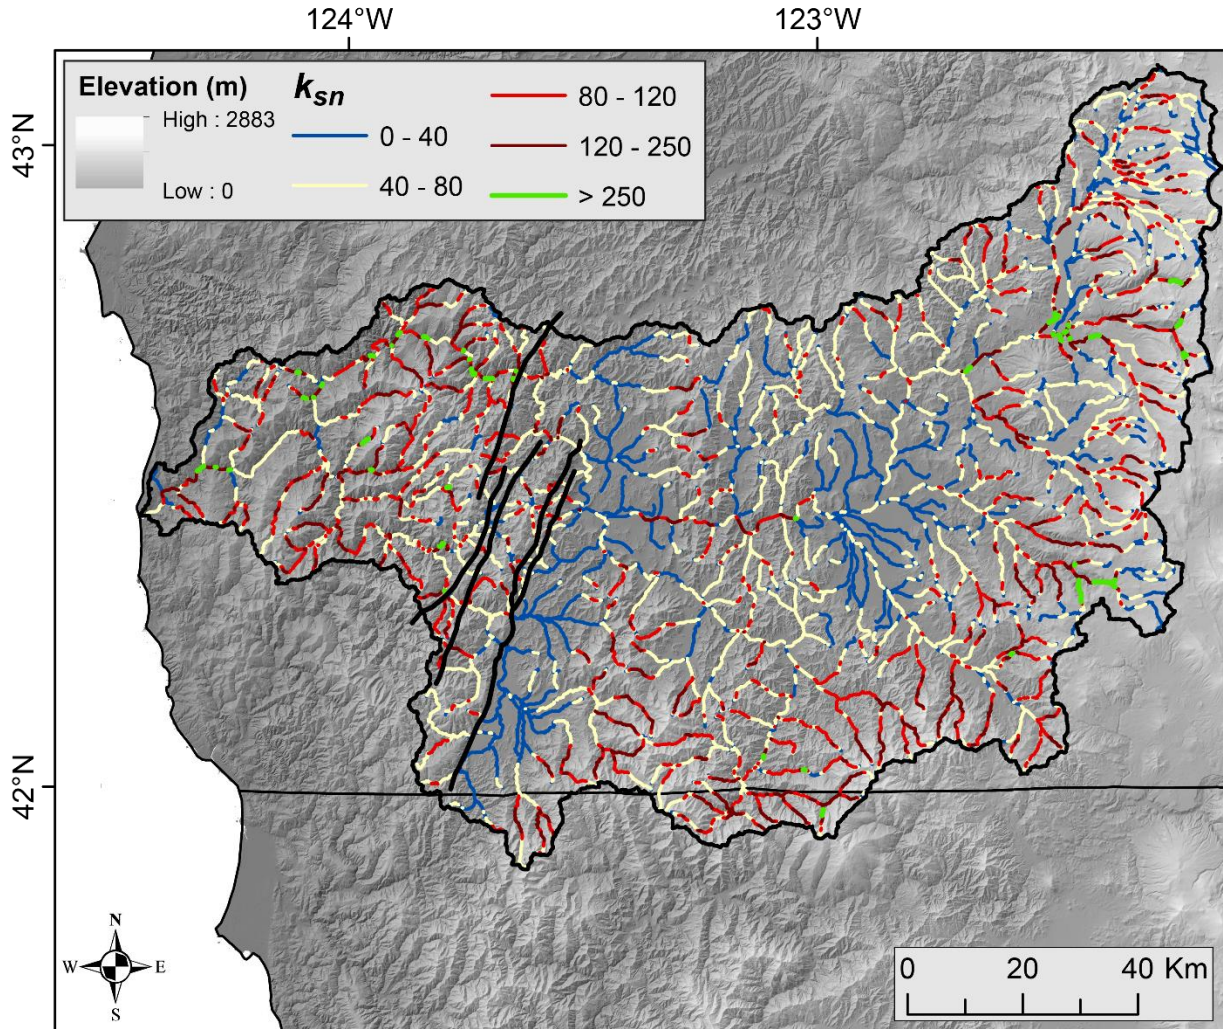 124°W
123°W
43°N
42°N
Elevation (m)
High : 2883
Low : 0
ksn
0 - 40
40 - 80
80 - 120
120 - 250
> 250
N
W E
S
0 20 40 Km